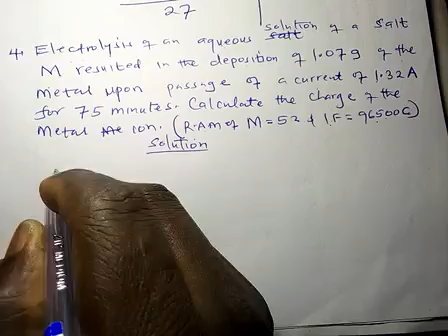 27
4. Electrolysis of an aqueous solution of a salt
M resulted in the deposition of 1.07g of the
metal upon passage of a current of 1.32A
for 75 minutes. Calculate the charge of the
Metal ion. (R.Am of M = 52 + 1F = 96500C)
Solution